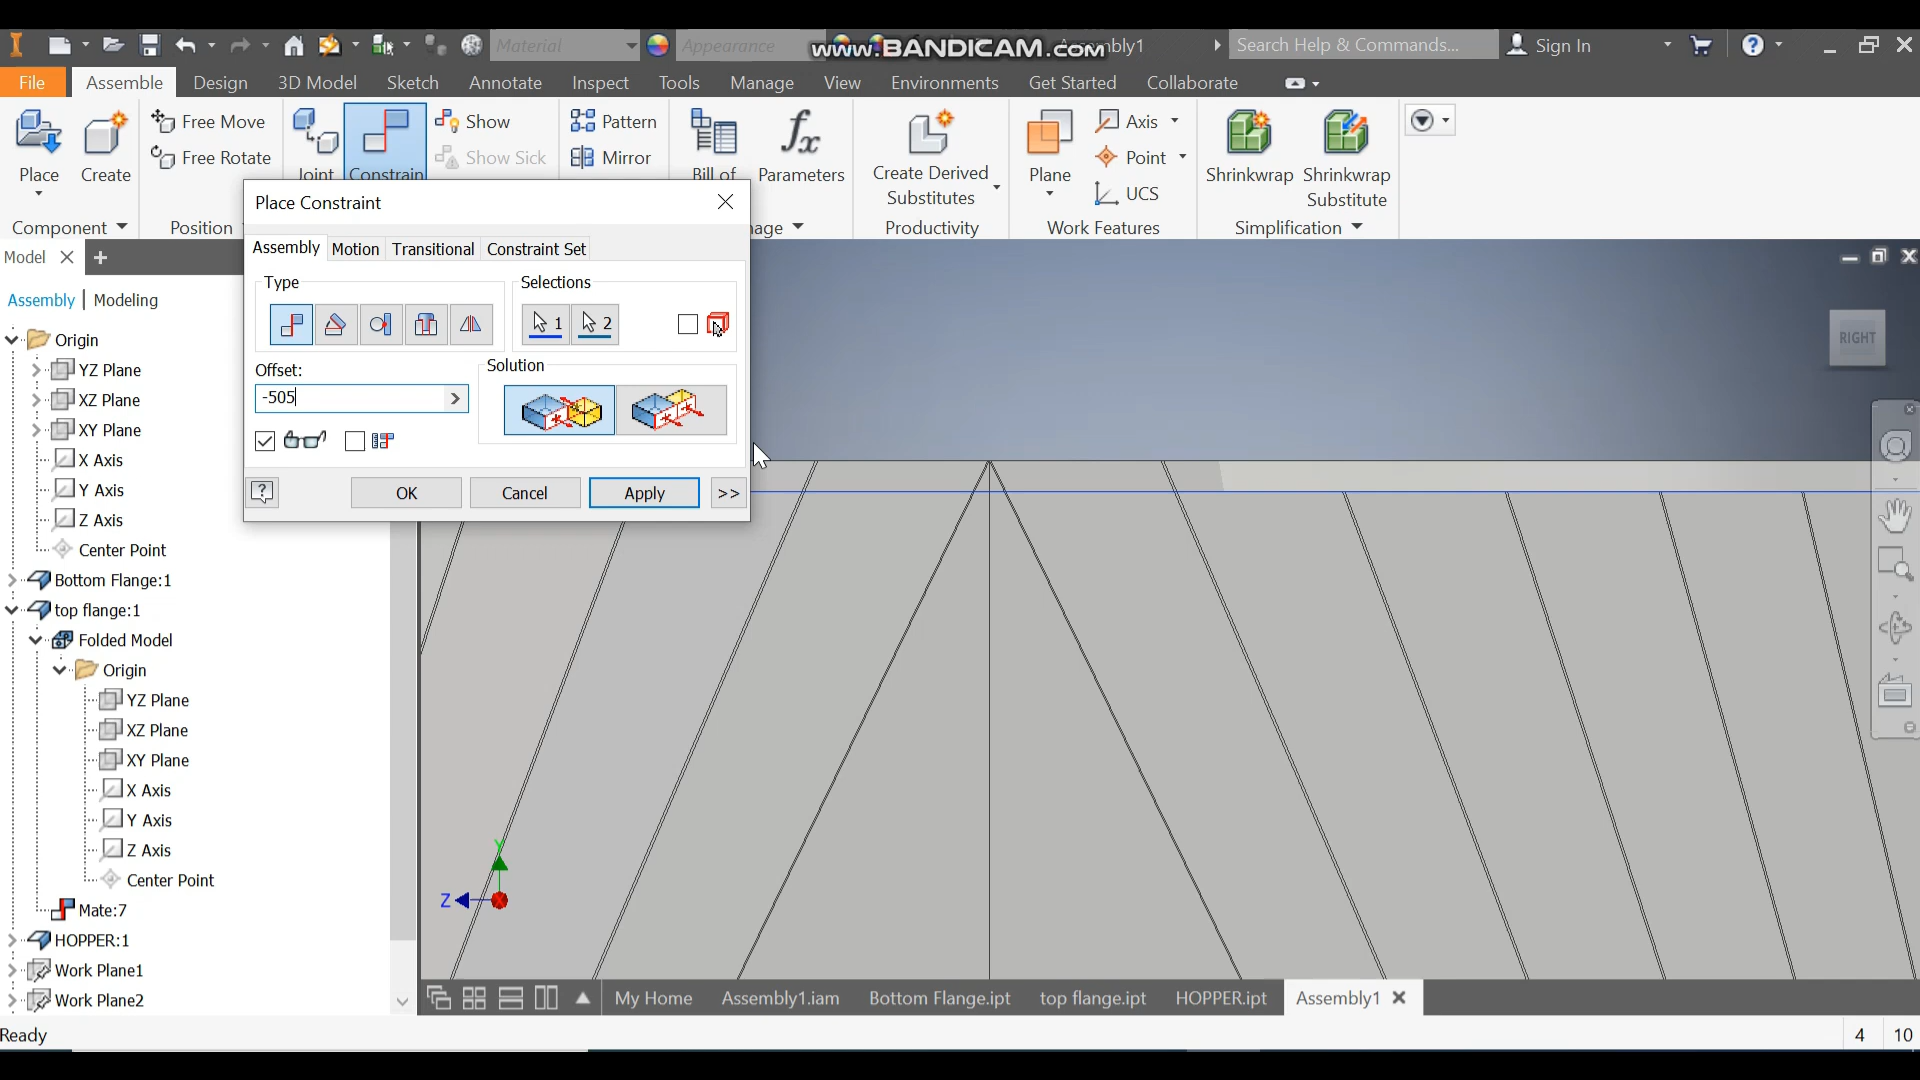 Material
Appearance
www.BANDICAM.com
Search Help & Commands...
Sign In
File
Assemble
Design
3D Model
Sketch
Annotate
Inspect
Tools
Manage
View
Environments
Get Started
Collaborate
Place
Create
Free Move
Free Rotate
Joint
Constrain
Show
Show Sick
Pattern
Mirror
Bill of
fx
Parameters
Create Derived
Substitutes
Plane
Axis
Point
UCS
Shrinkwrap
Shrinkwrap
Substitute
Component
Position
Productivity
Work Features
Simplification
Place Constraint
Assembly
Motion
Transitional
Constraint Set
Type
Selections
1
2
Offset:
-505
Solution
OK
Cancel
Apply
>>
Model
+
Assembly | Modeling
Origin
YZ Plane
XZ Plane
XY Plane
X Axis
Y Axis
Z Axis
Center Point
Bottom Flange:1
top flange:1
Folded Model
Origin
YZ Plane
XZ Plane
XY Plane
X Axis
Y Axis
Z Axis
Center Point
Mate:7
HOPPER:1
Work Plane1
Work Plane2
RIGHT
Y
Z
My Home
Assembly1.iam
Bottom Flange.ipt
top flange.ipt
HOPPER.ipt
Assembly1
Ready
4
10